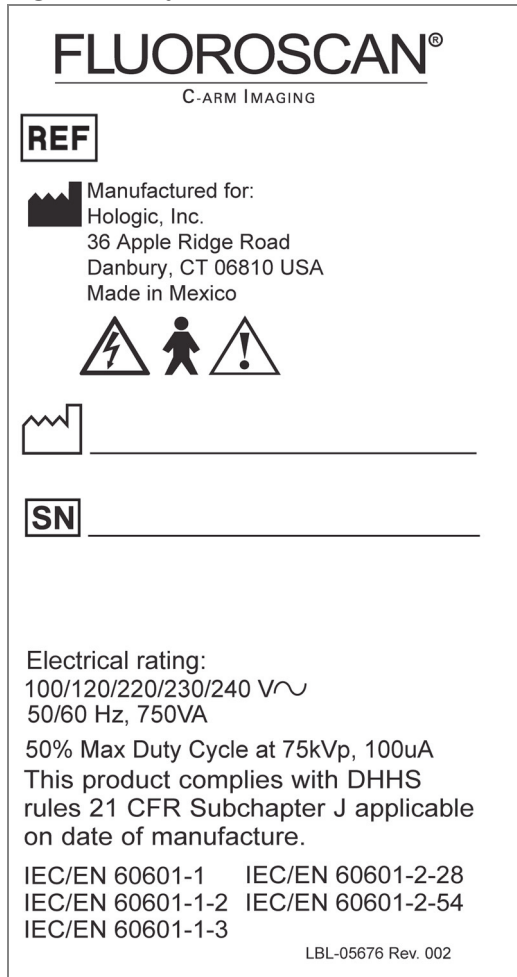 FLUOROSCAN®
C-ARM IMAGING
REF
Manufactured for:
Hologic, Inc.
36 Apple Ridge Road
Danbury, CT 06810 USA
Made in Mexico
SN
Electrical rating:
100/120/220/230/240 V
50/60 Hz, 750VA
50% Max Duty Cycle at 75kVp, 100uA
This product complies with DHHS
rules 21 CFR Subchapter J applicable
on date of manufacture.
IEC/EN 60601-1 IEC/EN 60601-2-28
IEC/EN 60601-1-2 IEC/EN 60601-2-54
IEC/EN 60601-1-3
LBL-05676 Rev. 002